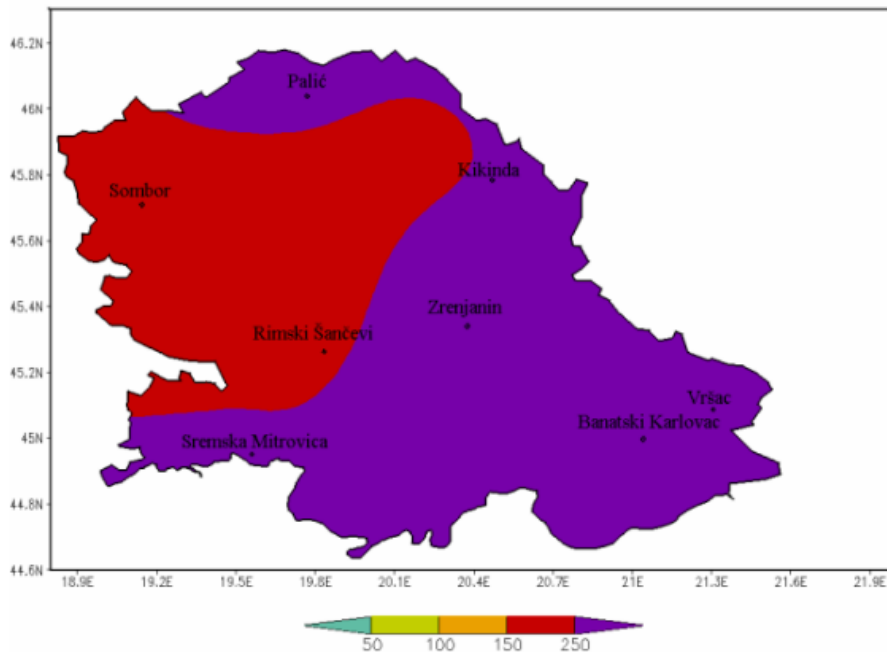 46.2N
Palić
46N
45.8N
Kikinda
Sombor
45.6N
45.4N
Zrenjanin
Rimski Šančevi
45.2N
Vršac
Banatski Karlovac
45N
Sremska Mitrovica
44.8N
44.6N
18.9E 19.2E 19.5E 19.8E 20.1E 20.4E 20.7E 21E 21.3E 21.6E 21.9E
50 100 150 250